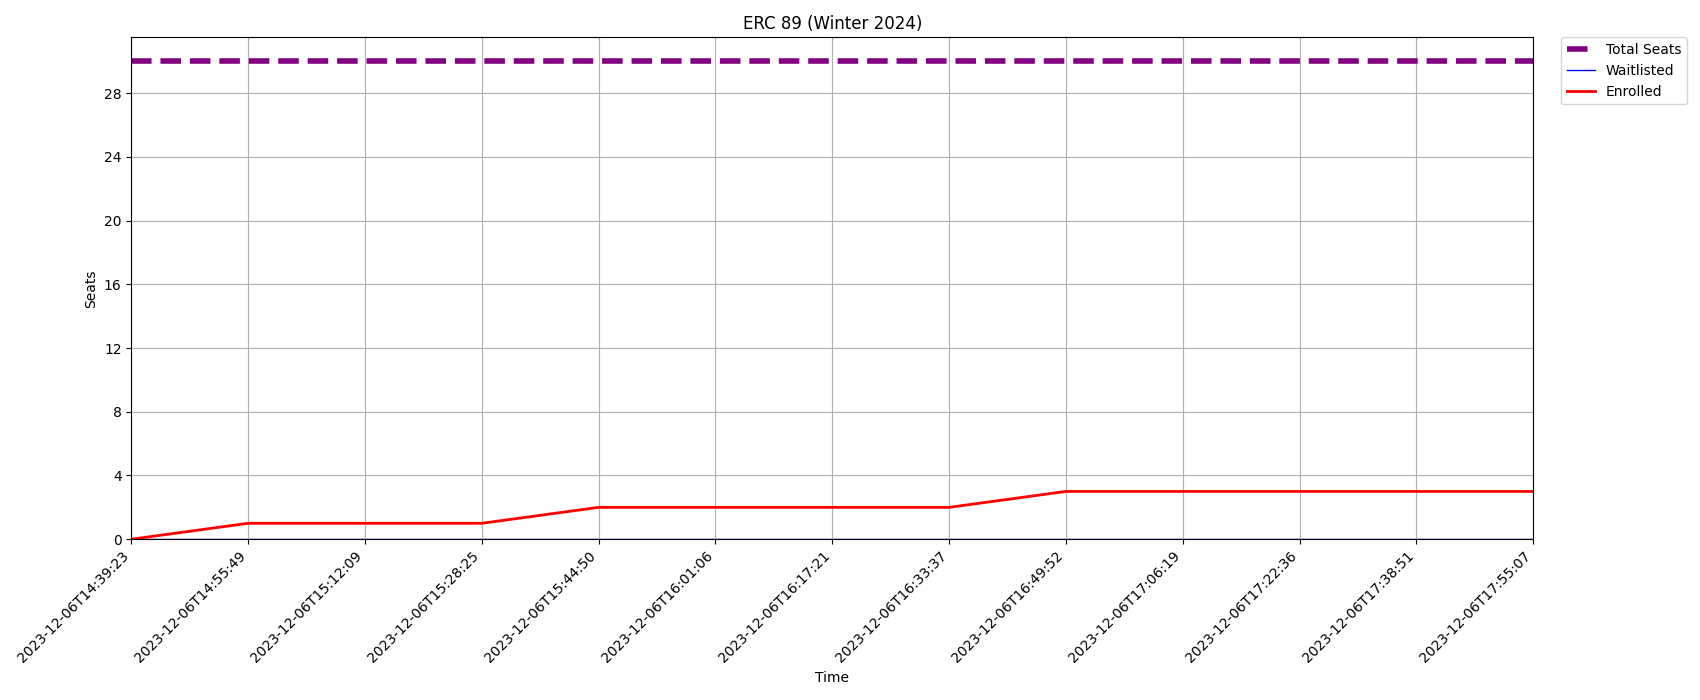 ERC 89 (Winter 2024)
Total Seats
Waitlisted
Enrolled
Seats
28
24
20
16
12
8
4
0
2023-12-06T14:39:23
2023-12-06T14:55:49
2023-12-06T15:12:09
2023-12-06T15:28:25
2023-12-06T15:44:50
2023-12-06T16:01:06
2023-12-06T16:17:21
2023-12-06T16:33:37
2023-12-06T16:49:52
2023-12-06T17:06:19
2023-12-06T17:22:36
2023-12-06T17:38:51
2023-12-06T17:55:07
Time